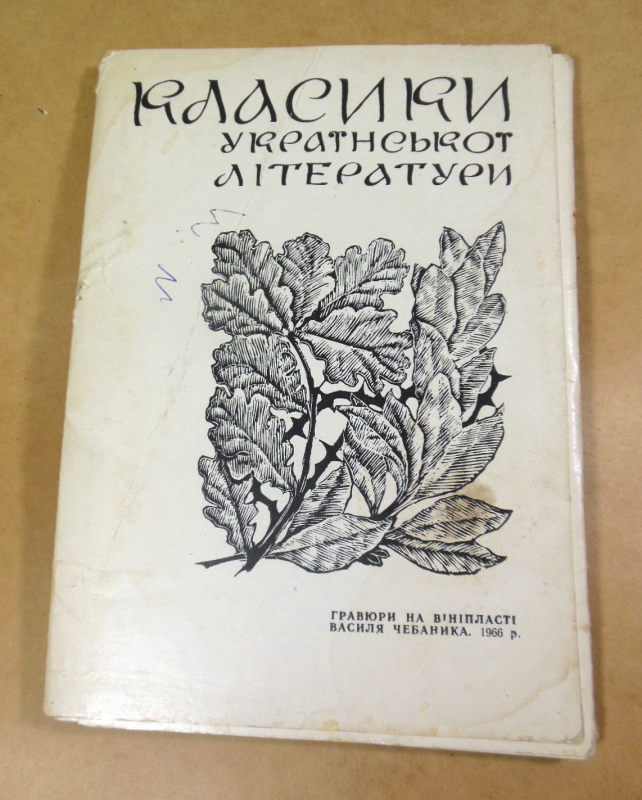 КЛАСИКИ
УКРАЇНСЬКОЇ
ЛІТЕРАТУРИ
ГРАВЮРИ НА ВІНІПЛАСТІ
ВАСИЛЯ ЧЕБАНИКА. 1966 р.